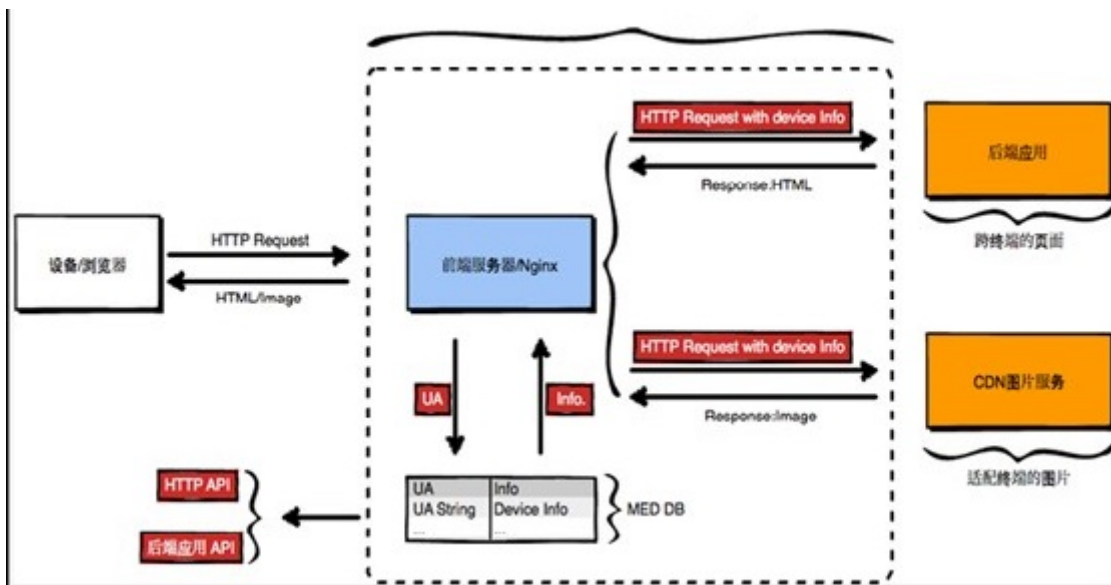 HTTP Request with device Info
Response:HTML
后端应用
跨终端的页面
设备/浏览器
HTTP Request
HTML/Image
前端服务器/Nginx
HTTP Request with device Info
Response:Image
CDN图片服务
适配终端的图片
UA
Info.
UA Info
UA String Device Info
... ...
MED DB
HTTP API
后端应用 API